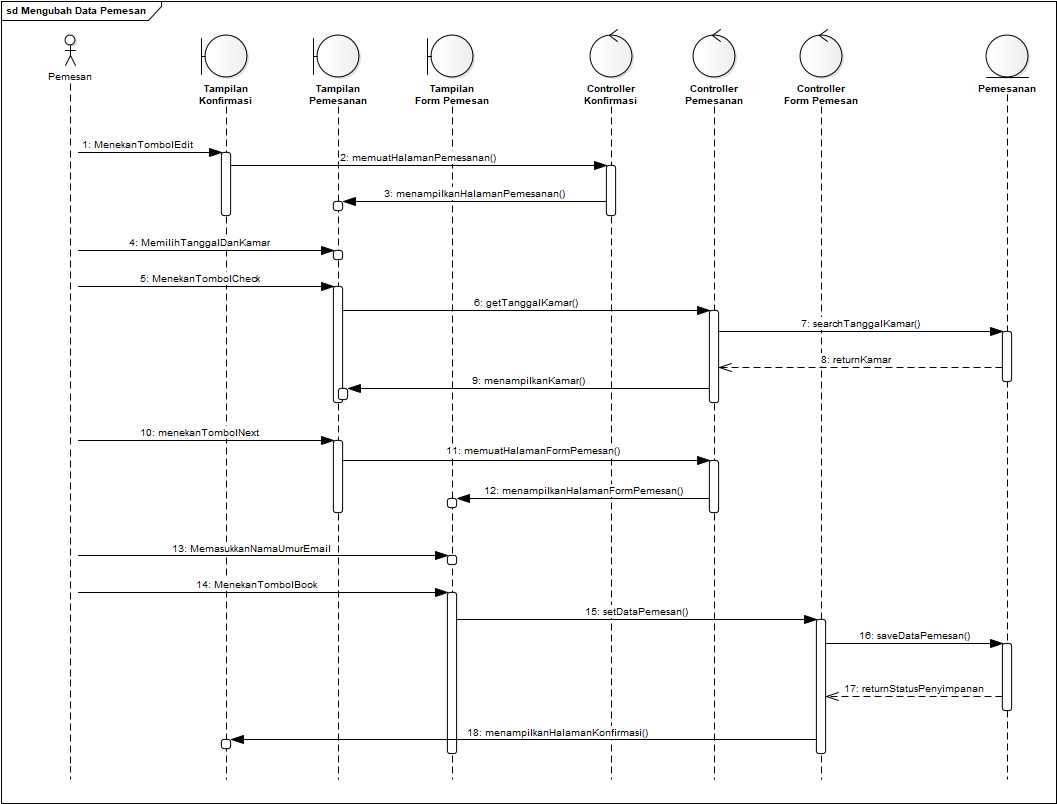 sd Mengubah Data Pemesan
Pemesan
Tampilan
Konfirmasi
Tampilan
Pemesanan
Tampilan
Form Pemesan
Controller
Konfirmasi
Controller
Pemesanan
Controller
Form Pemesan
Pemesanan
1: MenekanTombolEdit
2: memuatHalamanPemesanan()
3: menampilkanHalamanPemesanan()
4: MemilihTanggalDanKamar
5: MenekanTombolCheck
6: getTanggalKamar()
7: searchTanggalKamar()
8: returnKamar
9: menampilkanKamar()
10: menekanTombolNext
11: memuatHalamanFormPemesan()
12: menampilkanHalamanFormPemesan()
13: MemasukkanNamaUmurEmail
14: MenekanTombolBook
15: setDataPemesan()
16: saveDataPemesan()
17: returnStatusPenyimpanan
18: menampilkanHalamanKonfirmasi()